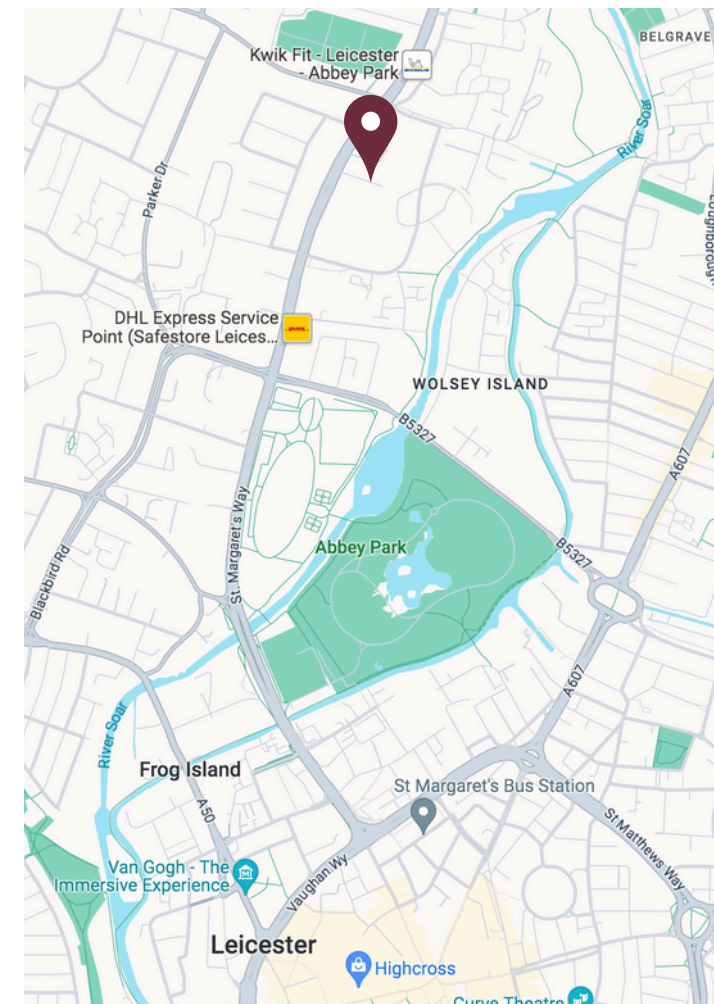 BELGRAVE
Kwik Fit - Leicester
- Abbey Park
River Soar
Parker Dr
DHL Express Service
Point (Safestore Leices...
WOLSEY ISLAND
B5327
A607
St. Margaret's Way
Abbey Park
B5327
Blackbird Rd
A607
River Soar
Frog Island
St Margaret's Bus Station
A50
St Matthews Way
Van Gogh - The
Immersive Experience
Vaughan Wy
Leicester
Highcross
Curve Theatre